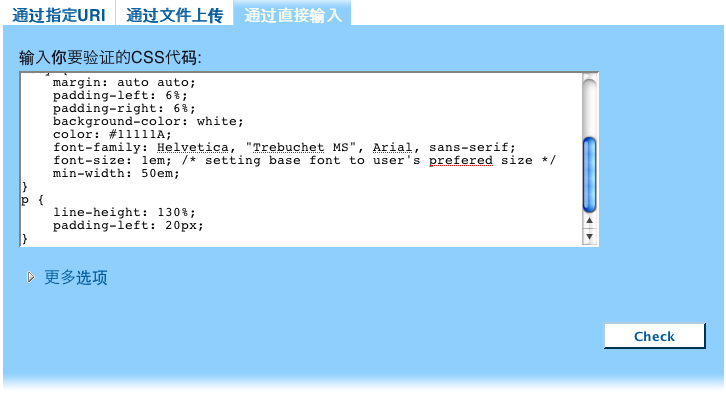 通过指定URI 通过文件上传 通过直接输入
输入你要验证的CSS代码:
margin: auto auto;
padding-left: 6%;
padding-right: 6%;
background-color: white;
color: #11111A;
font-family: Helvetica, "Trebuchet MS", Arial, sans-serif;
font-size: 1em; /* setting base font to user's prefered size */
min-width: 50em;
}
p {
line-height: 130%;
padding-left: 20px;
}
更多选项
Check